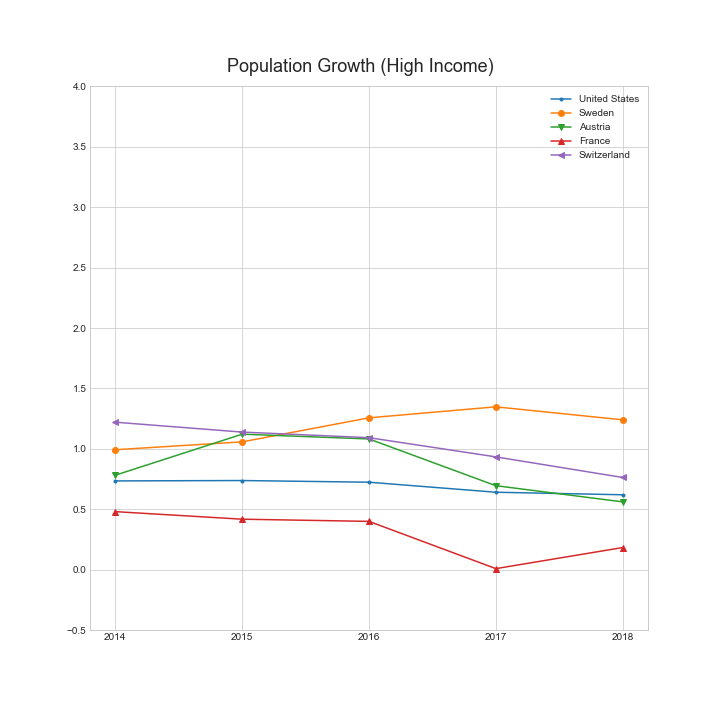 Population Growth (High Income)
4.0
3.5
3.0
2.5
2.0
1.5
1.0
0.5
0.0
−0.5
2014 2015 2016 2017 2018
United States
Sweden
Austria
France
Switzerland